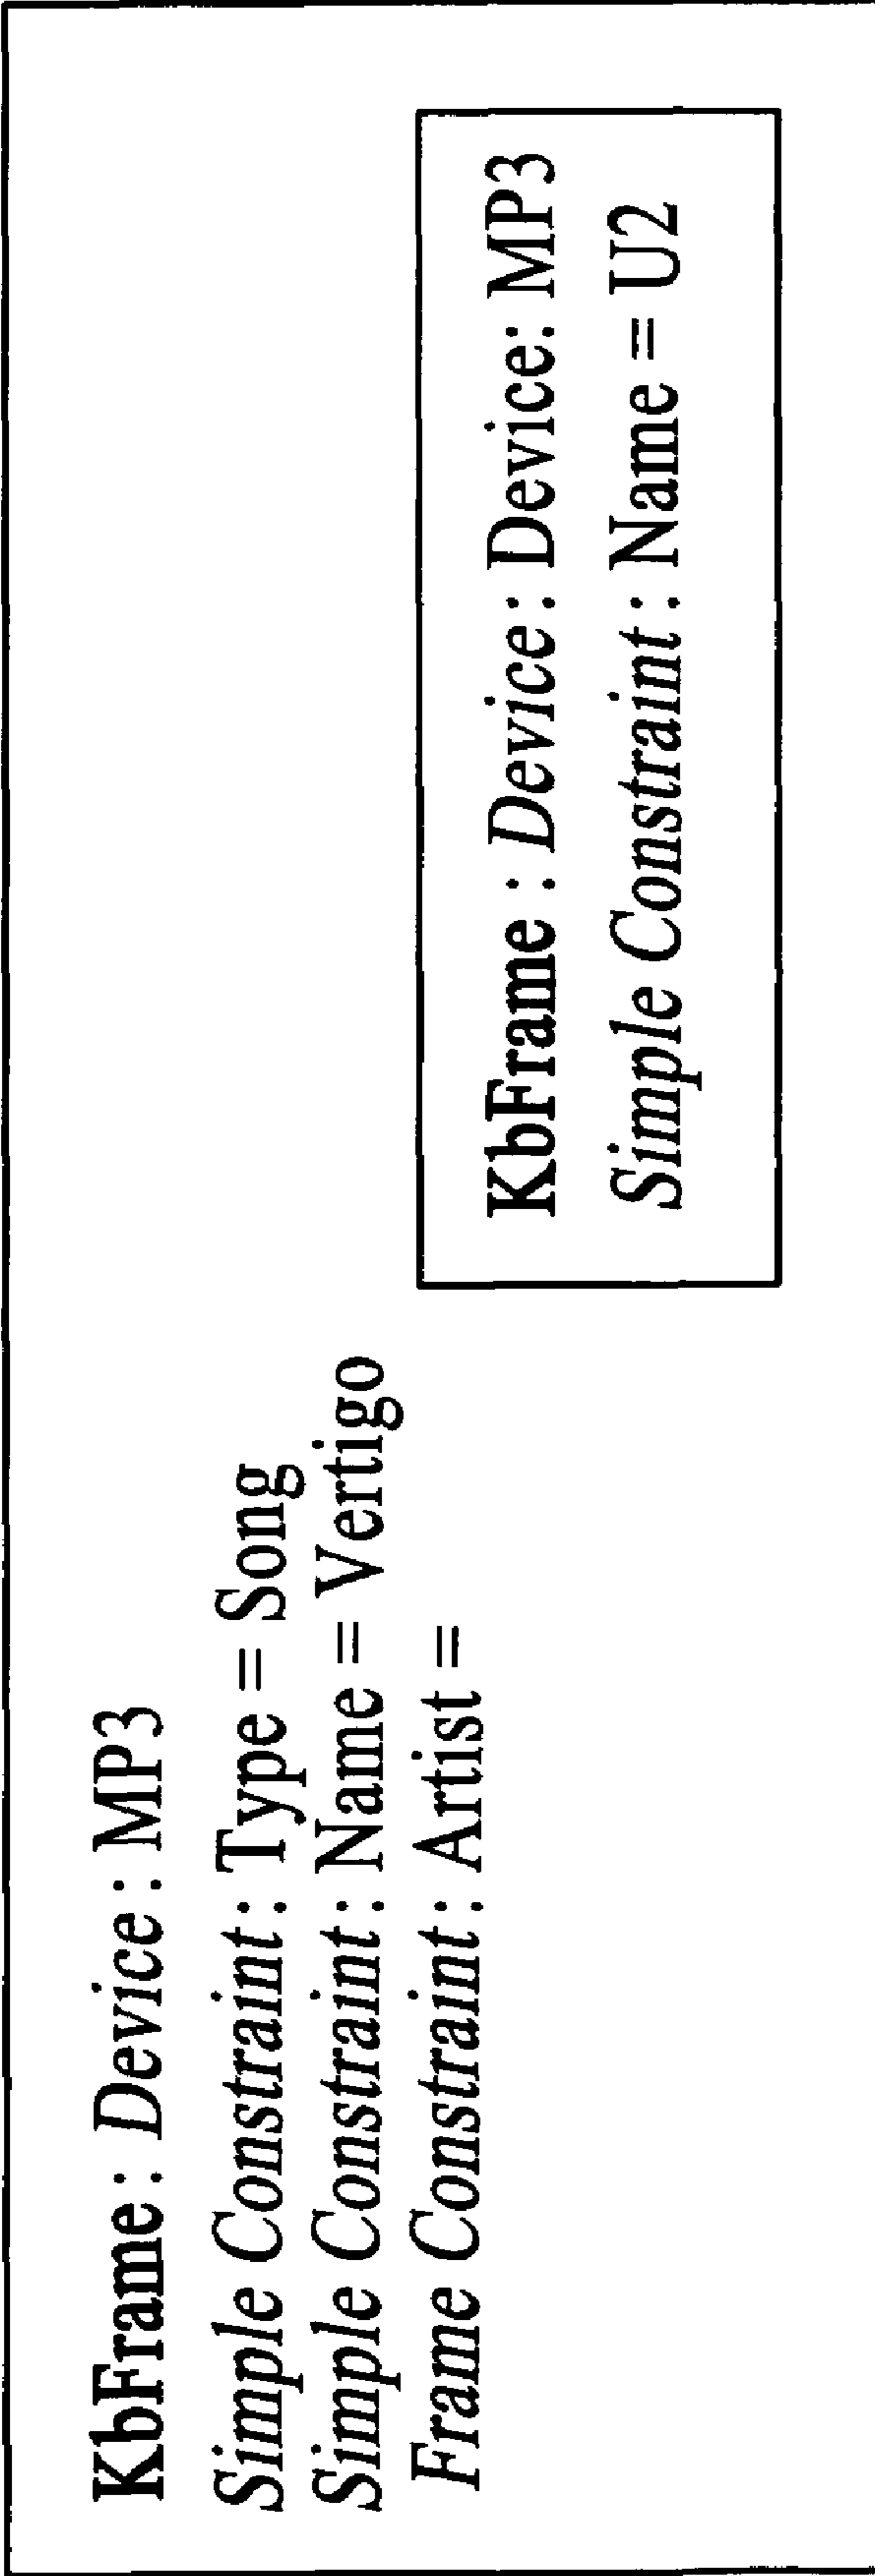 KbFrame : Device : MP3
Simple Constraint : Type = Song
Simple Constraint : Name = Vertigo
Frame Constraint : Artist =
KbFrame : Device : Device: MP3
Simple Constraint : Name = U2